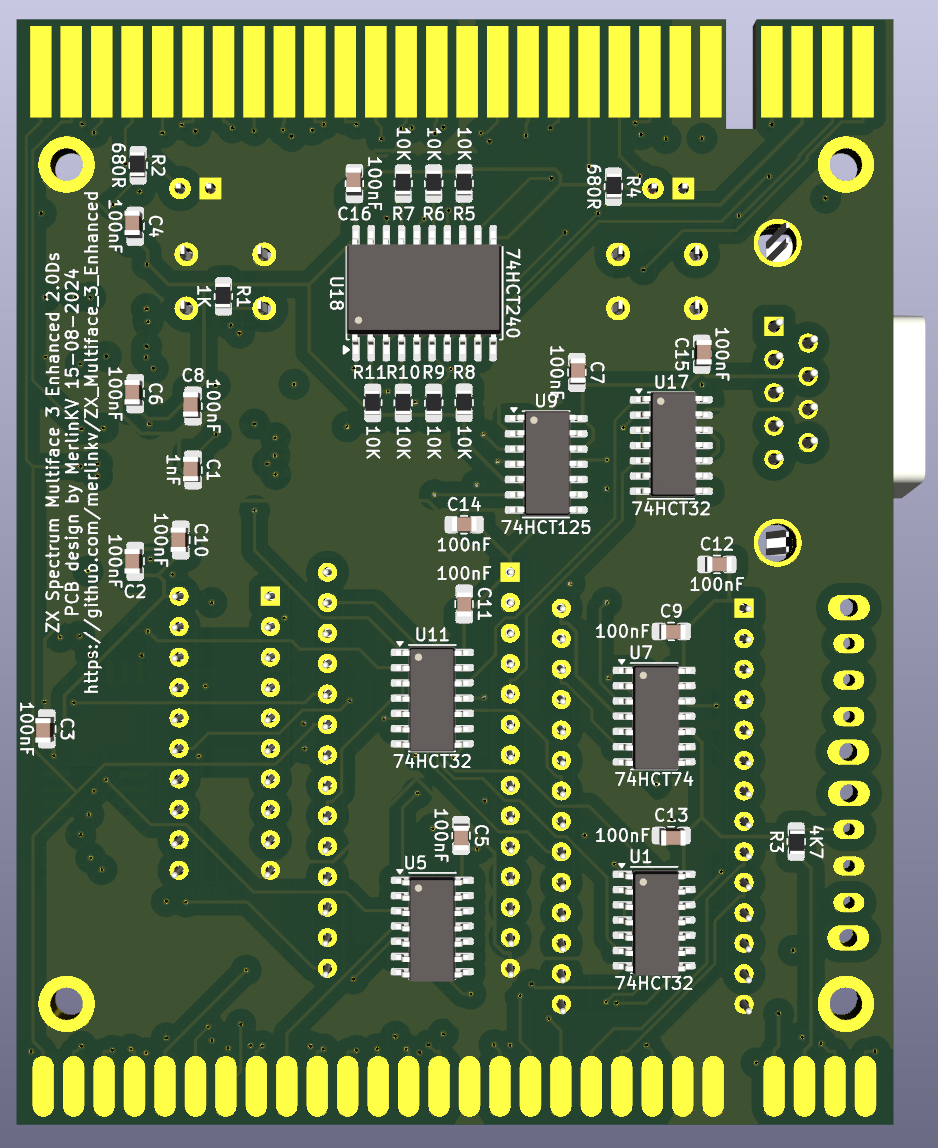 10K
10K
10K
680R
R2
100nF
C16
R7
R6
R5
680R
R4
100nF
C4
ZX Spectrum Multiface 3 Enhanced 2.0Ds
PCB design by MerlinKV 15-08-2024
https://github.com/merlinkv/ZX_Multiface_3_Enhanced
1K
R1
U18
74HCT240
R11
R10
R9
R8
10K
10K
10K
10K
100nF
C7
C15
100nF
U17
74HCT32
U9
74HCT125
100nF
C6
C8
100nF
1nF
C1
C14
100nF
100nF
C10
100nF
C2
100nF
C11
C12
100nF
C9
100nF
U11
74HCT32
U7
74HCT74
100nF
C3
100nF
C5
C13
100nF
R3
4K7
U5
U1
74HCT32